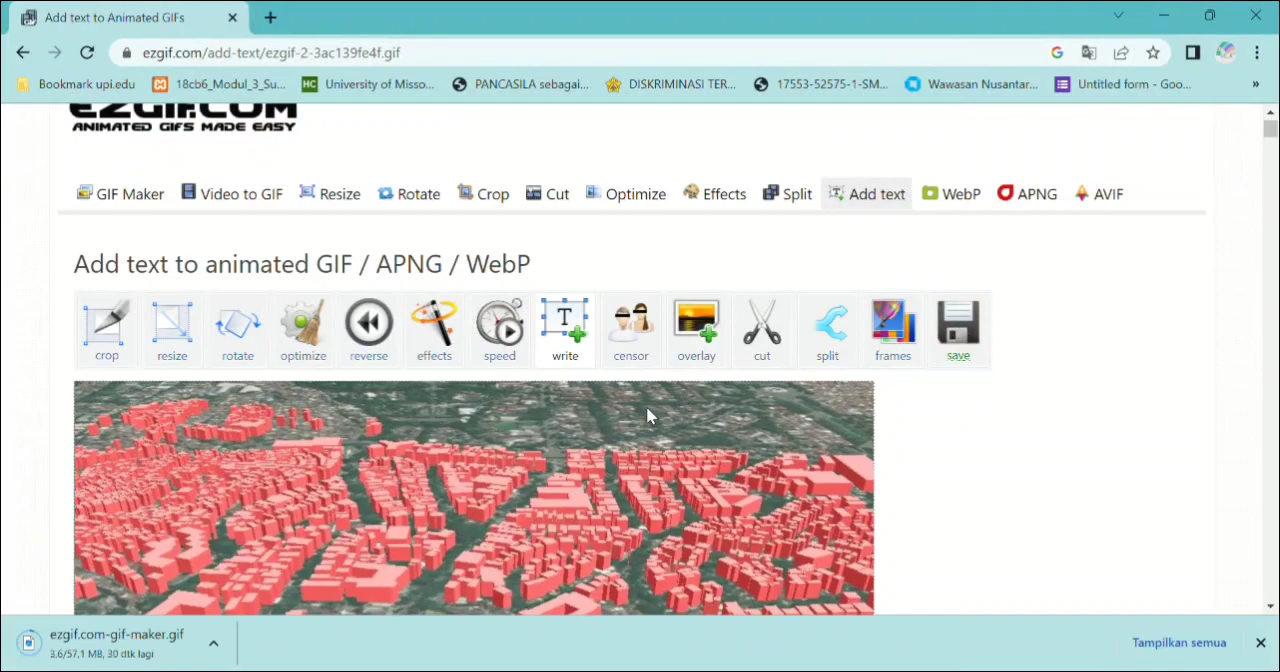 Add text to Animated GIFs
ezgif.com/add-text/ezgif-2-3ac139fe4f.gif
Bookmark upi.edu
18cb6_Modul_3_Su...
HC University of Misso...
PANCASILA sebagai...
DISKRIMINASI TER...
17553-52575-1-SM...
Wawasan Nusantar...
Untitled form - Goo...
»
EZGIF.COM
ANIMATED GIFS MADE EASY
GIF Maker
Video to GIF
Resize
Rotate
Crop
Cut
Optimize
Effects
Split
Add text
WebP
APNG
AVIF
Add text to animated GIF / APNG / WebP
crop
resize
rotate
optimize
reverse
effects
speed
T
write
censor
overlay
cut
split
frames
save
ezgif.com-gif-maker.gif
3,6/57,1 MB, 30 dtk lagi
Tampilkan semua